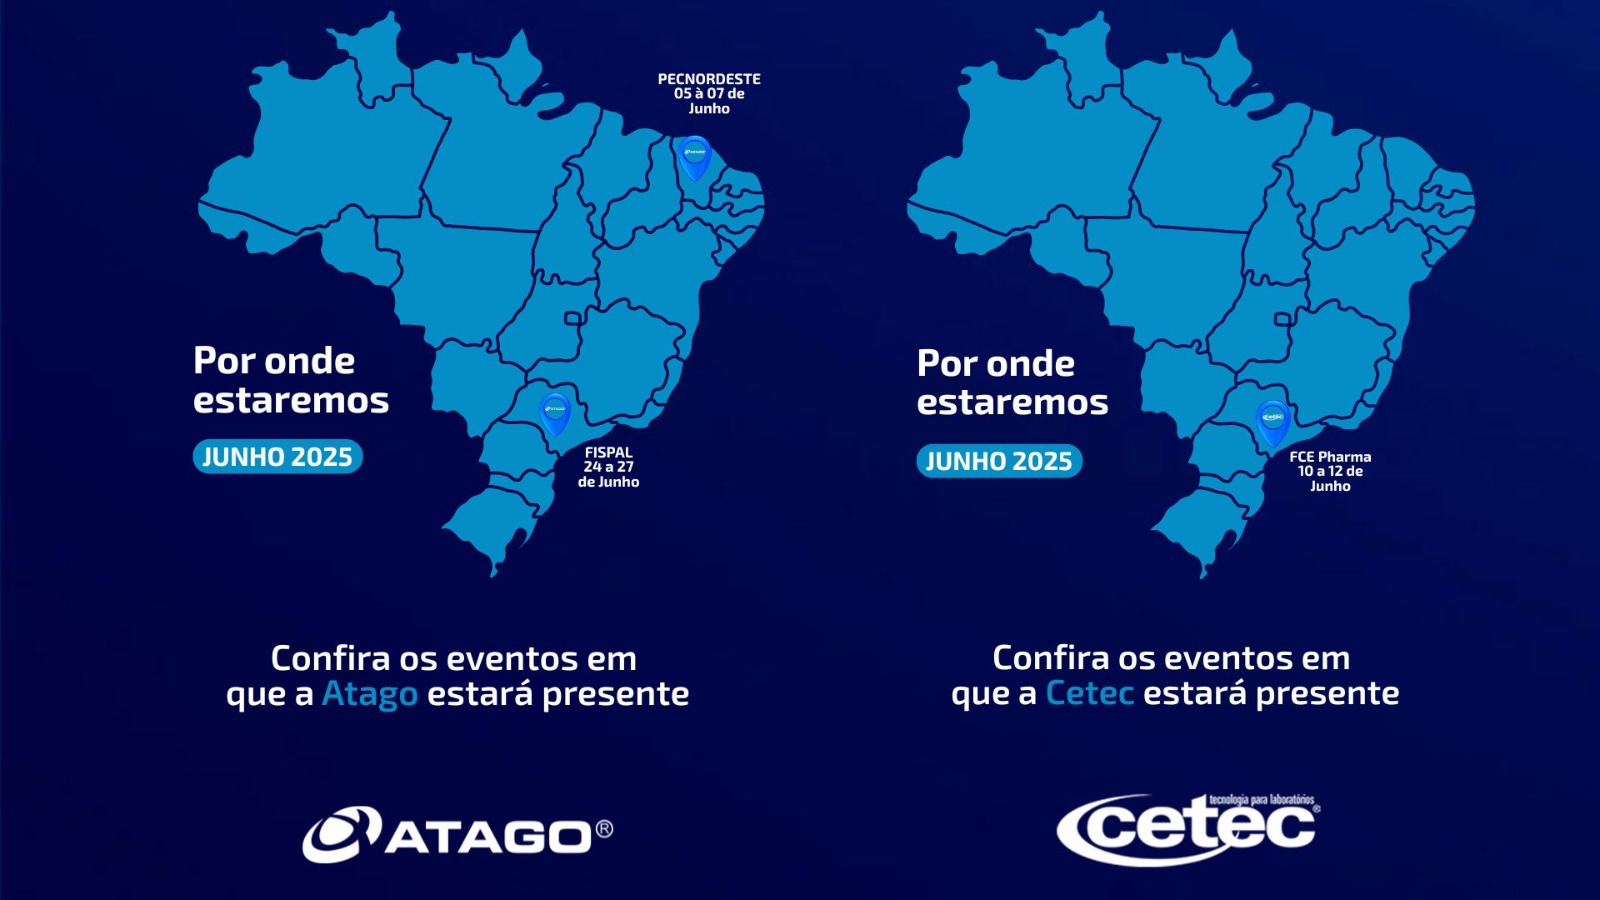 PECNORDESTE
05 à 07 de
Junho
Por onde
estaremos
JUNHO 2025
ATAGO
FISPAL
24 a 27
de Junho
Confira os eventos em
que a Atago estará presente
ATAGO®
Por onde
estaremos
JUNHO 2025
cetec
FCE Pharma
10 a 12 de
Junho
Confira os eventos em
que a Cetec estará presente
tecnologia para laboratórios
cetec®